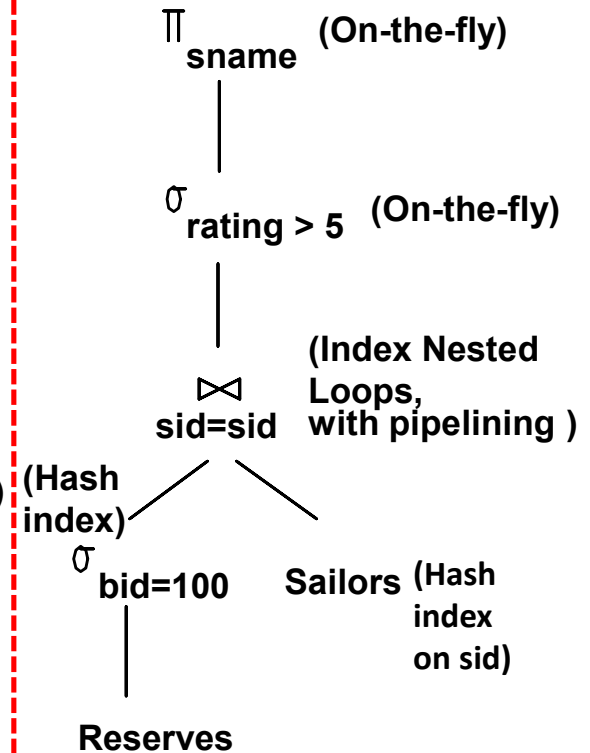 π sname (On-the-fly)
σ rating > 5 (On-the-fly)
(Index Nested
Loops,
⋈
sid=sid with pipelining )
) (Hash
index)
σ bid=100
Sailors (Hash
index
on sid)
Reserves